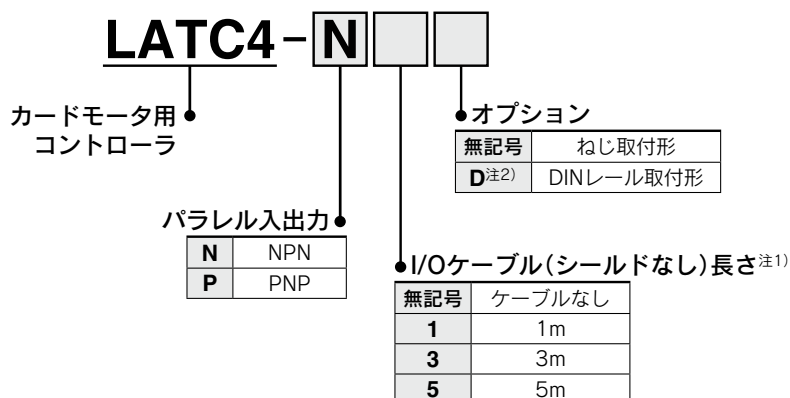 LATC4-N
カードモータ用
コントローラ
オプション
無記号 ねじ取付形
D注2) DINレール取付形
パラレル入出力
N NPN
P PNP
I/Oケーブル(シールドなし)長さ注1)
無記号 ケーブルなし
1 1m
3 3m
5 5m